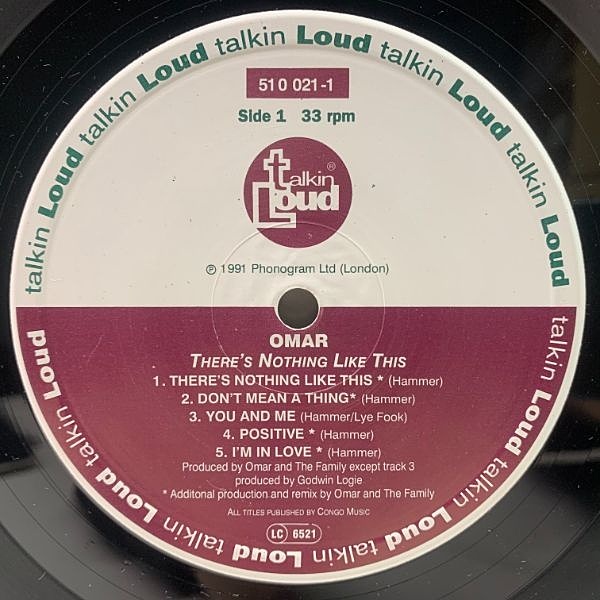 talkin Loud talkin Loud talkin Loud talkin Loud talkin Loud
510 021-1
Side 1 33 rpm
talkin Loud ®
℗ 1991 Phonogram Ltd (London)
OMAR
THERE'S NOTHING LIKE THIS
1. THERE'S NOTHING LIKE THIS * (Hammer)
2. DON'T MEAN A THING* (Hammer)
3. YOU AND ME (Hammer/Lye Fook)
4. POSITIVE * (Hammer)
5. I'M IN LOVE * (Hammer)
Produced by Omar and The Family except track 3
produced by Godwin Logie
* Additonal production and remix by Omar and The Family
ALL TITLES PUBLISHED BY CONGO MUSIC
LC 6521
talkin Loud talkin Loud talkin Loud talkin Loud talkin Loud